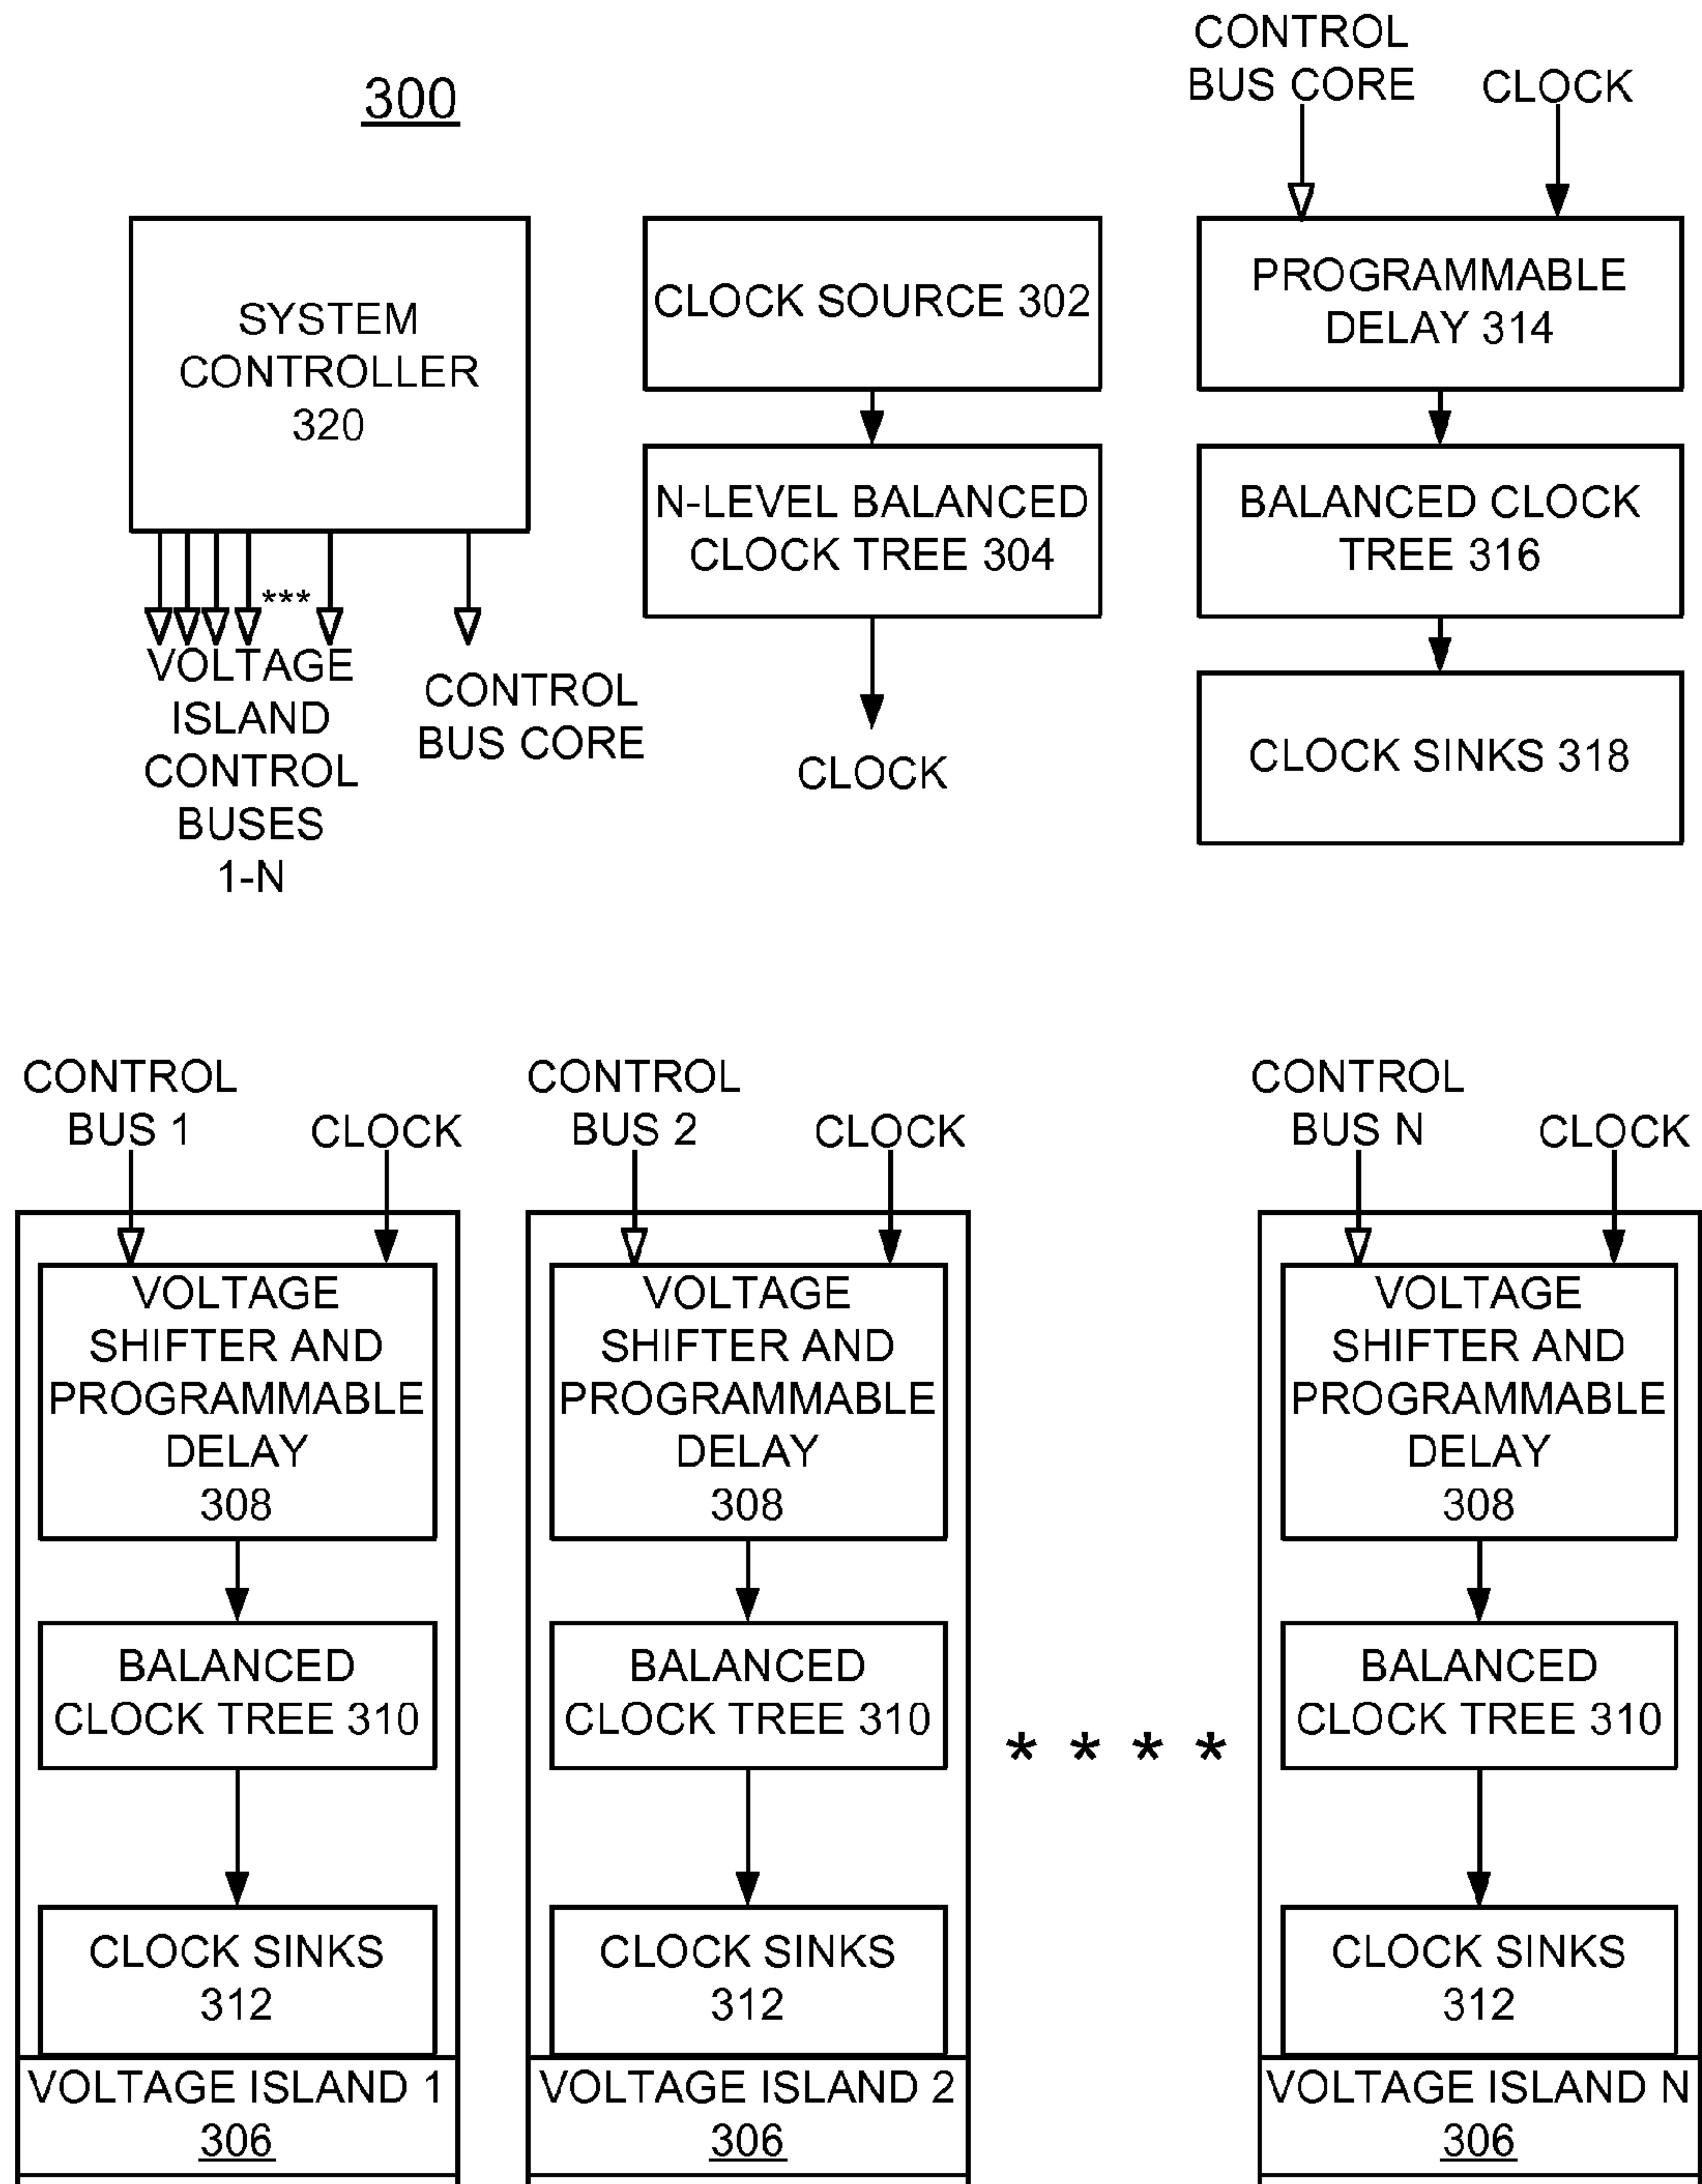 300
SYSTEM
CONTROLLER
320
***
VOLTAGE
ISLAND
CONTROL
BUSES
1-N
CONTROL
BUS CORE
CLOCK SOURCE 302
N-LEVEL BALANCED
CLOCK TREE 304
CLOCK
CONTROL
BUS CORE
CLOCK
PROGRAMMABLE
DELAY 314
BALANCED CLOCK
TREE 316
CLOCK SINKS 318
CONTROL
BUS 1
CLOCK
VOLTAGE
SHIFTER AND
PROGRAMMABLE
DELAY
308
BALANCED
CLOCK TREE 310
CLOCK SINKS
312
VOLTAGE ISLAND 1
306
CONTROL
BUS 2
CLOCK
VOLTAGE
SHIFTER AND
PROGRAMMABLE
DELAY
308
BALANCED
CLOCK TREE 310
CLOCK SINKS
312
VOLTAGE ISLAND 2
306
* * * *
CONTROL
BUS N
CLOCK
VOLTAGE
SHIFTER AND
PROGRAMMABLE
DELAY
308
BALANCED
CLOCK TREE 310
CLOCK SINKS
312
VOLTAGE ISLAND N
306